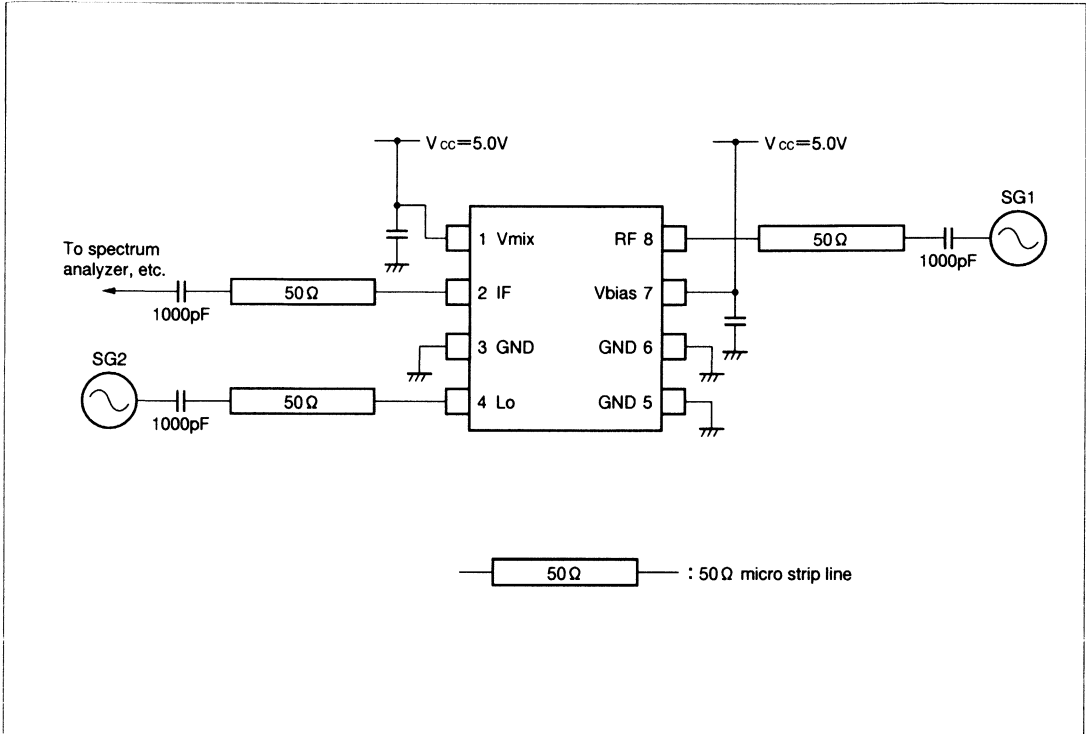 Vcc=5.0V
Vcc=5.0V
SG1
1 Vmix
RF 8
50Ω
1000pF
To spectrum
analyzer, etc.
1000pF
50Ω
2 IF
Vbias 7
3 GND
GND 6
SG2
1000pF
50Ω
4 Lo
GND 5
50Ω
: 50Ω micro strip line